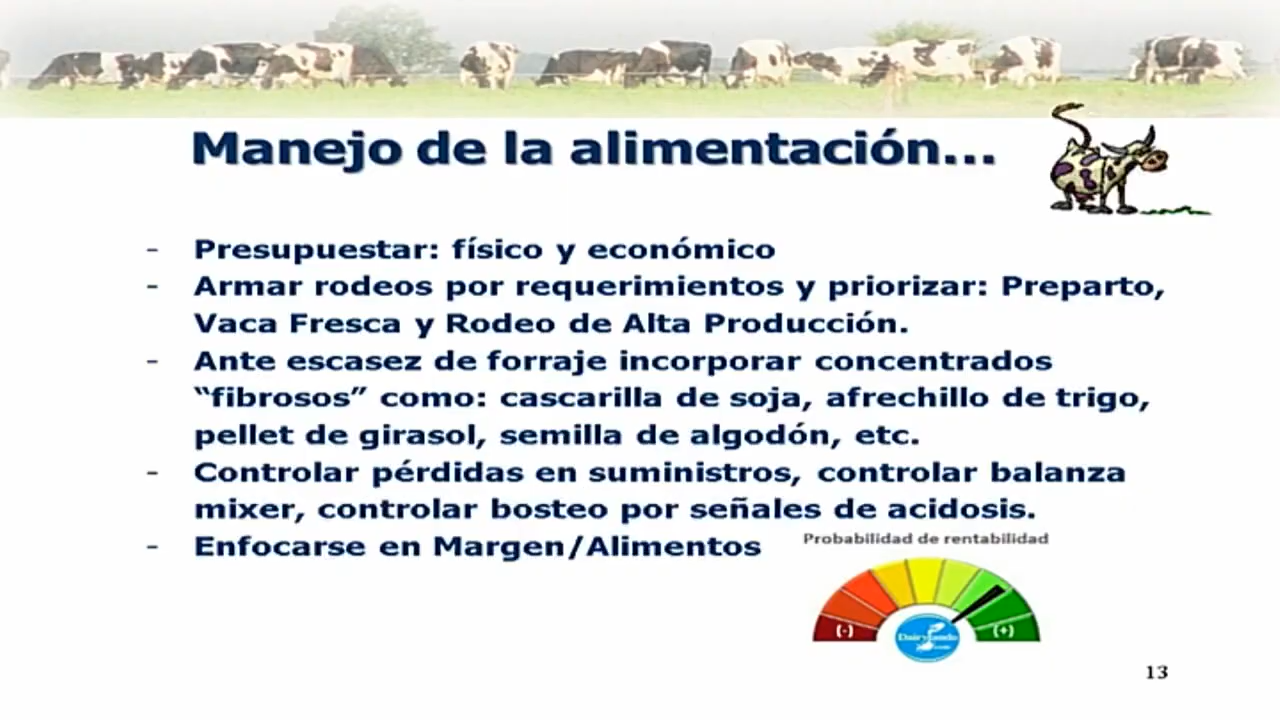 Manejo de la alimentación...
- Presupuestar: físico y económico
- Armar rodeos por requerimientos y priorizar: Preparto,
Vaca Fresca y Rodeo de Alta Producción.
- Ante escasez de forraje incorporar concentrados
“fibrosos” como: cascarilla de soja, afrechillo de trigo,
pellet de girasol, semilla de algodón, etc.
- Controlar pérdidas en suministros, controlar balanza
mixer, controlar bosteo por señales de acidosis.
- Enfocarse en Margen/Alimentos
Probabilidad de rentabilidad
(-)
(+)
13